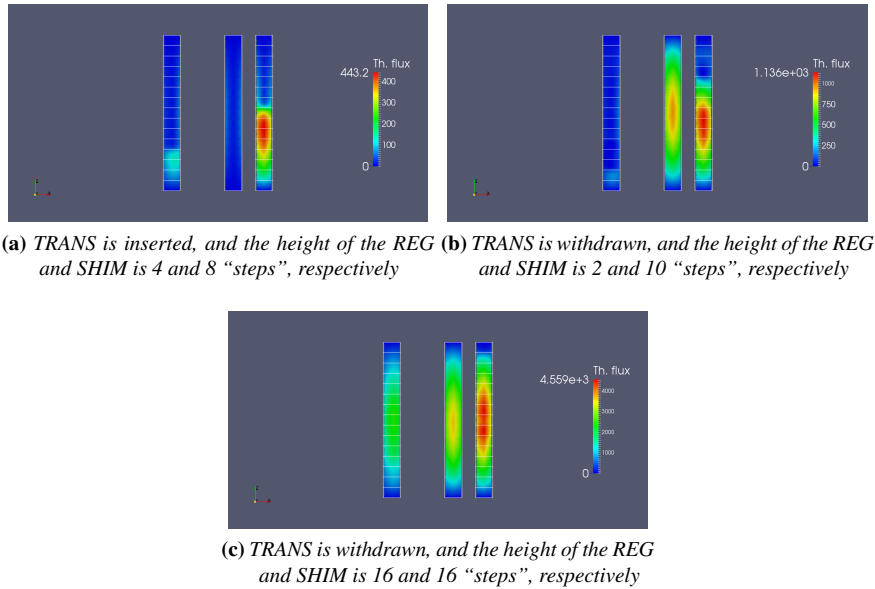 Th. flux
443.2
400
300
200
100
0
Th. flux
1.136e+03
1000
750
500
250
0
(a) TRANS is inserted, and the height of the REG
and SHIM is 4 and 8 “steps”, respectively
(b) TRANS is withdrawn, and the height of the REG
and SHIM is 2 and 10 “steps”, respectively
Th. flux
4.559e+3
4000
3000
2000
1000
0
(c) TRANS is withdrawn, and the height of the REG
and SHIM is 16 and 16 “steps”, respectively